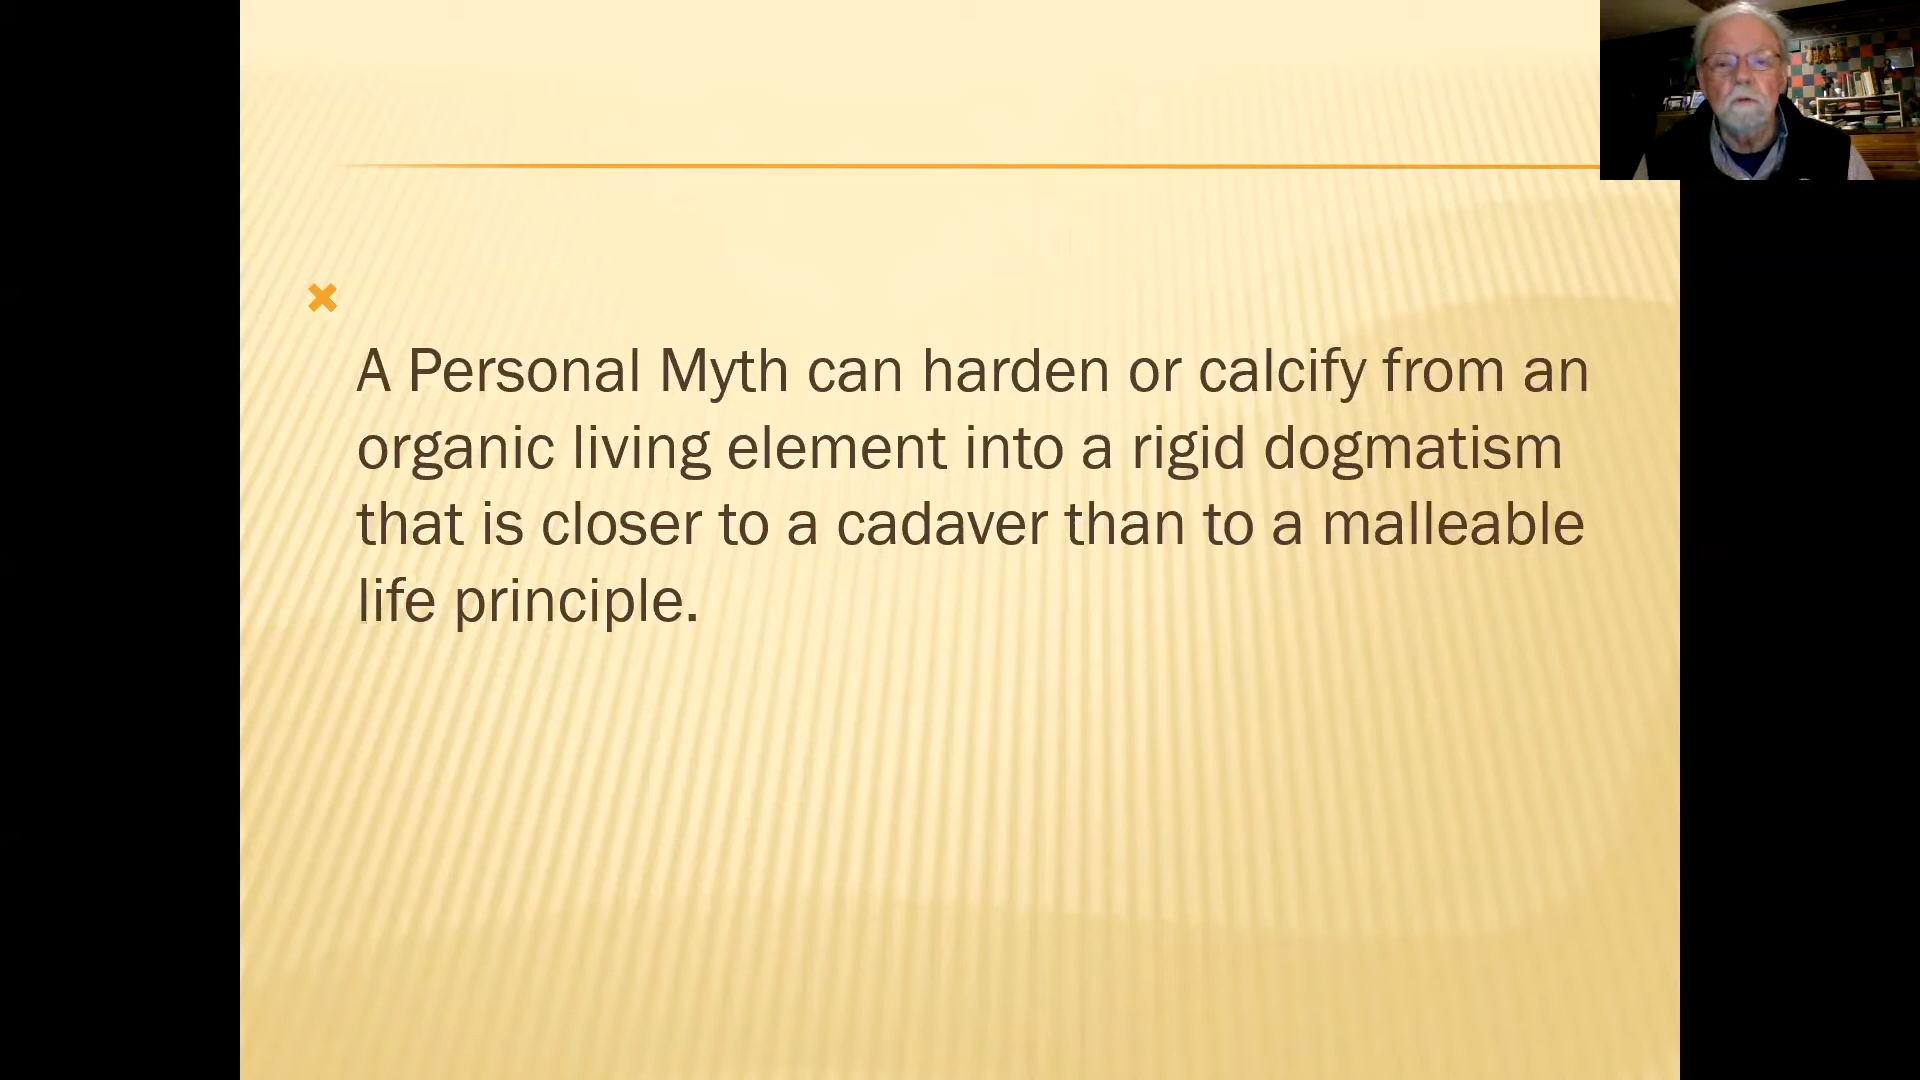 A Personal Myth can harden or calcify from an
organic living element into a rigid dogmatism
that is closer to a cadaver than to a malleable
life principle.